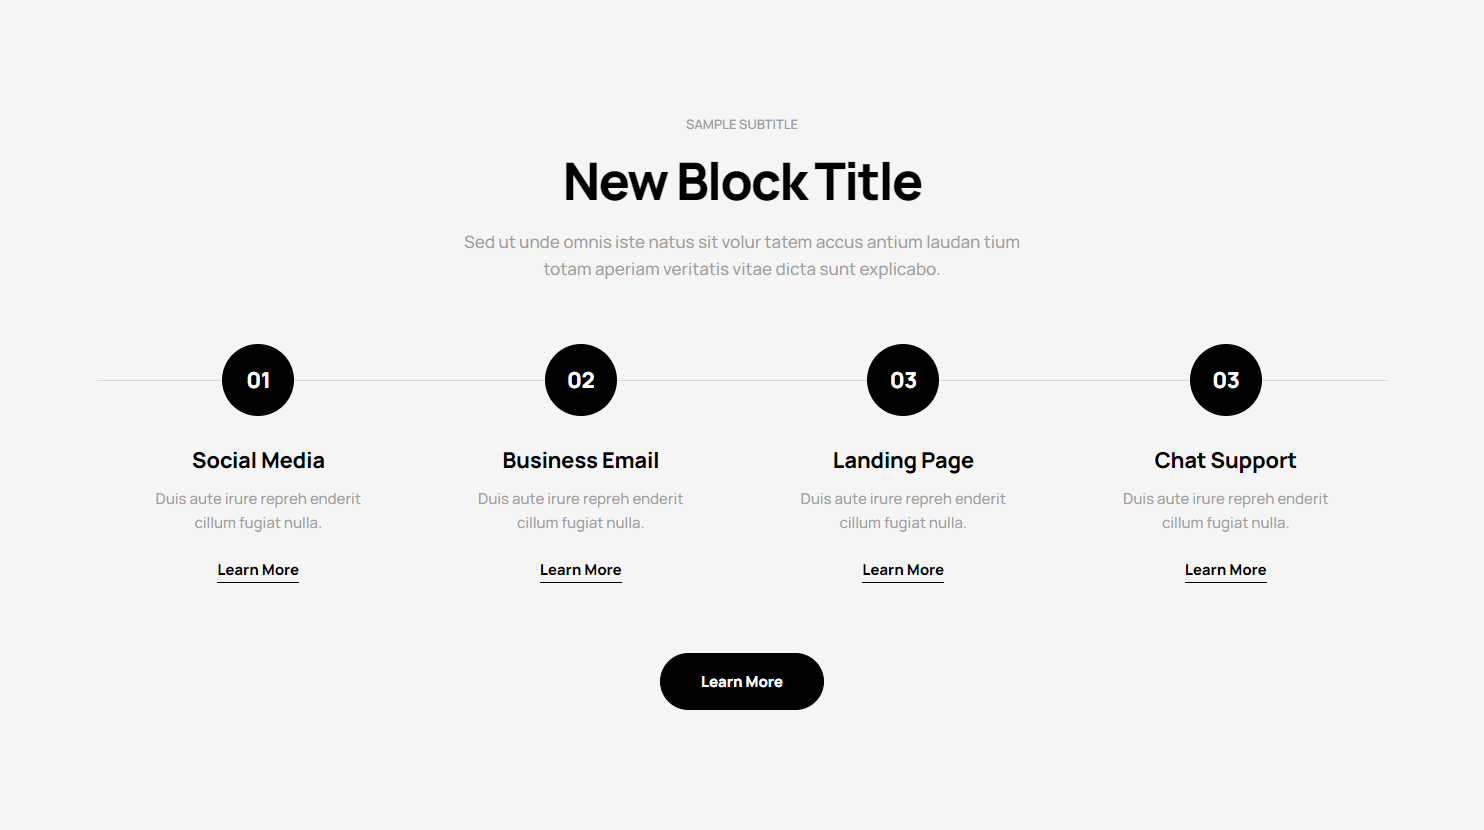 SAMPLE SUBTITLE
New Block Title
Sed ut unde omnis iste natus sit volur tatem accus antium laudan tium
totam aperiam veritatis vitae dicta sunt explicabo.
01
02
03
03
Social Media
Business Email
Landing Page
Chat Support
Duis aute irure repreh enderit
cillum fugiat nulla.
Duis aute irure repreh enderit
cillum fugiat nulla.
Duis aute irure repreh enderit
cillum fugiat nulla.
Duis aute irure repreh enderit
cillum fugiat nulla.
Learn More
Learn More
Learn More
Learn More
Learn More